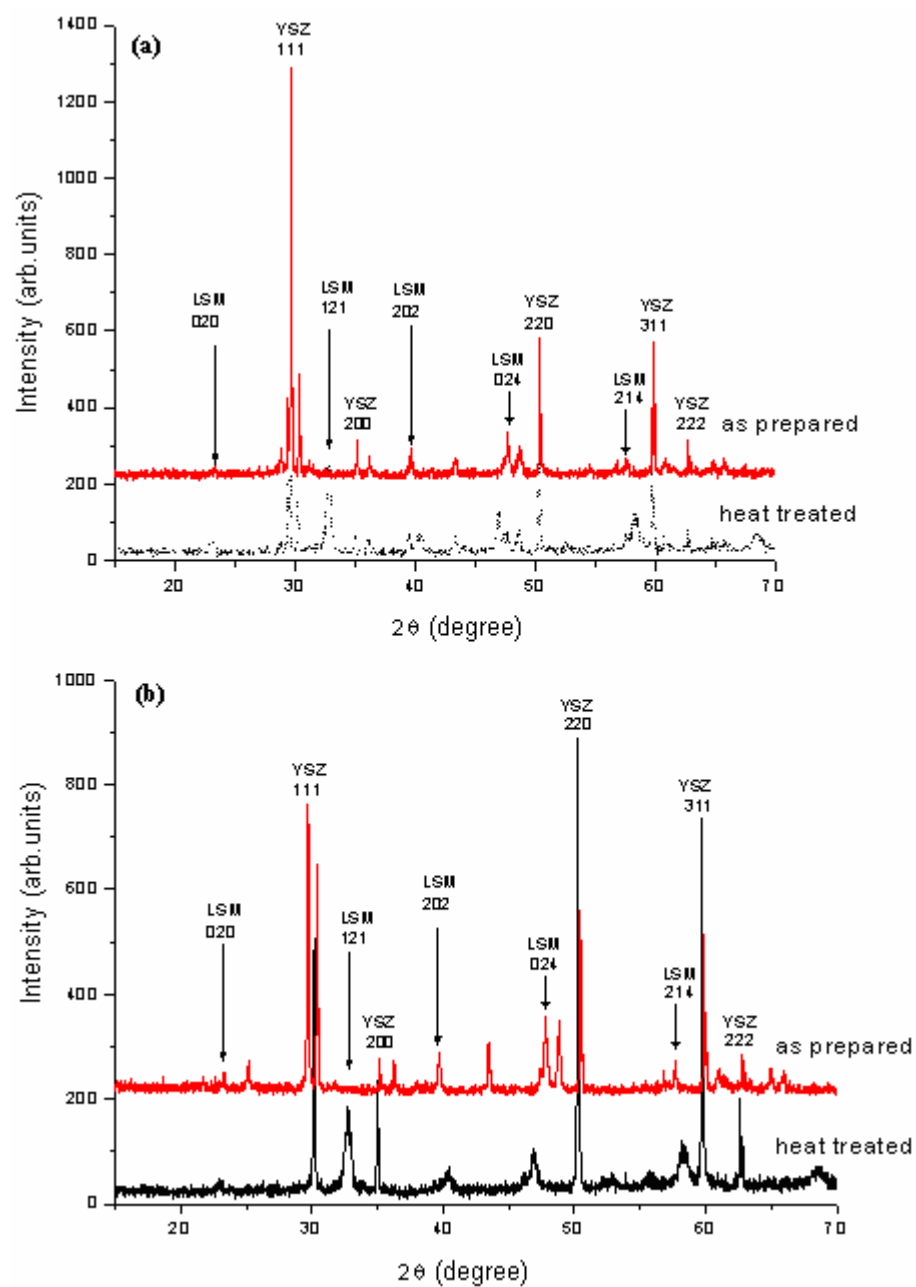 (a)
YSZ
111
1400
1200
1000
800
600
400
200
0
Intensity (arb.units)
LSM
020
LSM
121
LSM
202
YSZ
200
LSM
024
YSZ
220
LSM
214
YSZ
311
YSZ
222
as prepared
heat treated
20
30
40
50
60
70
2θ (degree)
(b)
1000
800
600
400
200
0
Intensity (arb.units)
LSM
020
YSZ
111
LSM
121
YSZ
200
LSM
202
LSM
024
YSZ
220
LSM
214
YSZ
311
YSZ
222
as prepared
heat treated
20
30
40
50
60
70
2θ (degree)